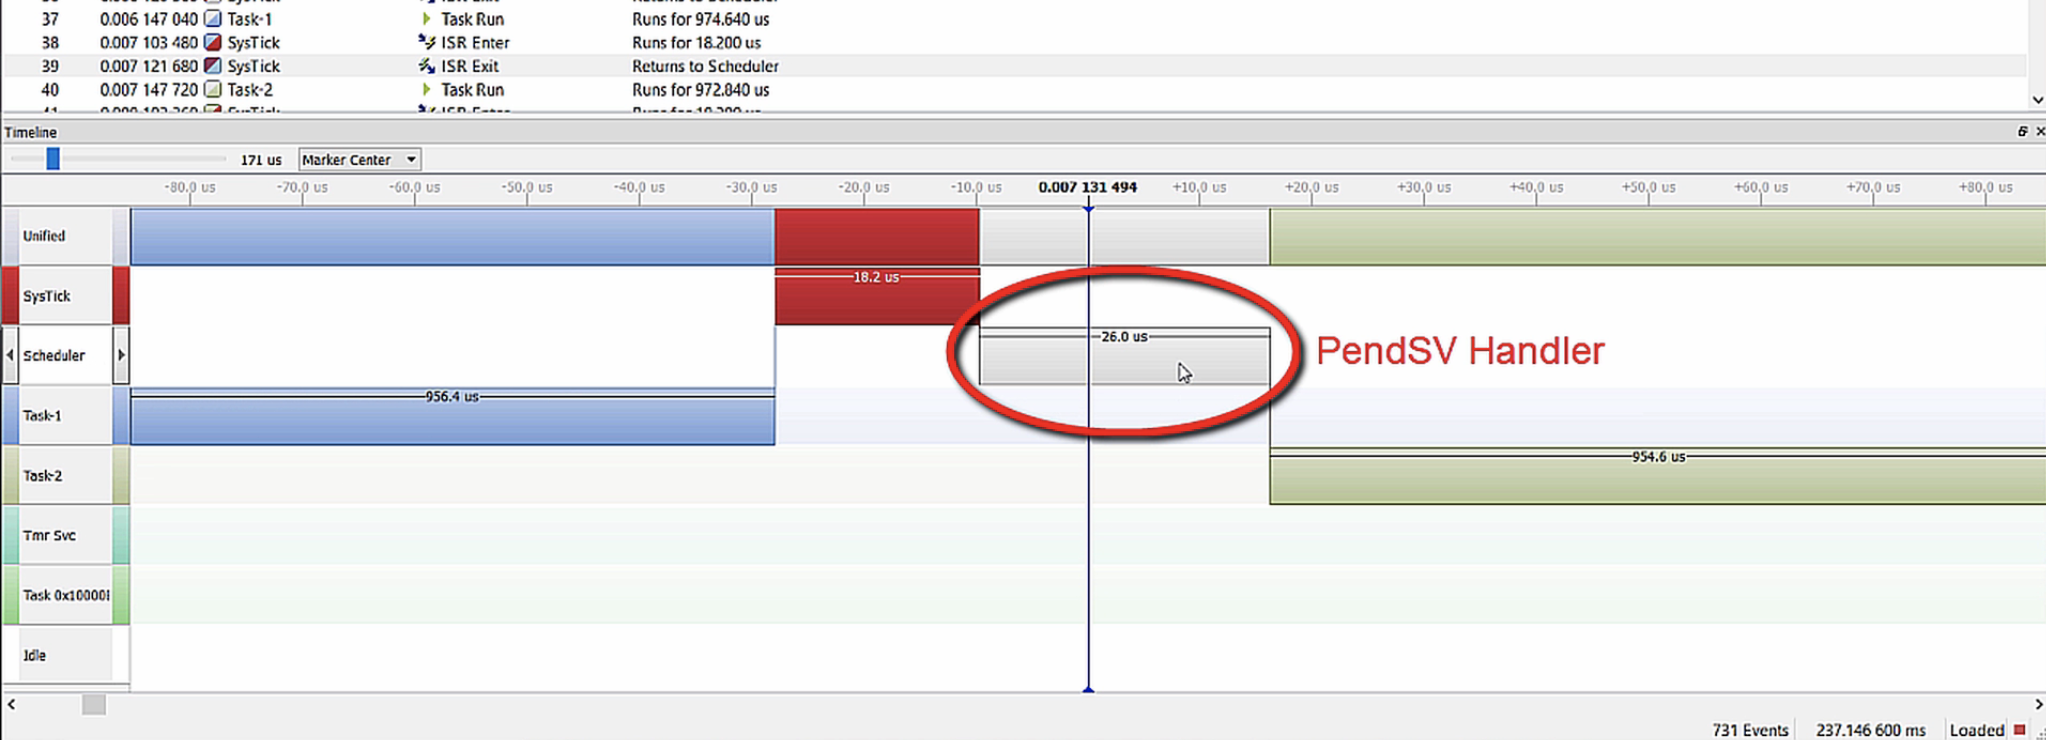 37 0.006 147 040 Task-1 Task Run Runs for 974.640 us
38 0.007 103 480 SysTick ISR Enter Runs for 18.200 us
39 0.007 121 680 SysTick ISR Exit Returns to Scheduler
40 0.007 147 720 Task-2 Task Run Runs for 972.840 us
Timeline
171 us Marker Center
-80.0 us -70.0 us -60.0 us -50.0 us -40.0 us -30.0 us -20.0 us -10.0 us 0.007 131 494 +10.0 us +20.0 us +30.0 us +40.0 us +50.0 us +60.0 us +70.0 us +80.0 us
Unified
SysTick 18.2 us
Scheduler 26.0 us PendSV Handler
Task-1 956.4 us
Task-2 954.6 us
Tmr Svc
Task 0x10000
Idle
731 Events 237.146 600 ms Loaded